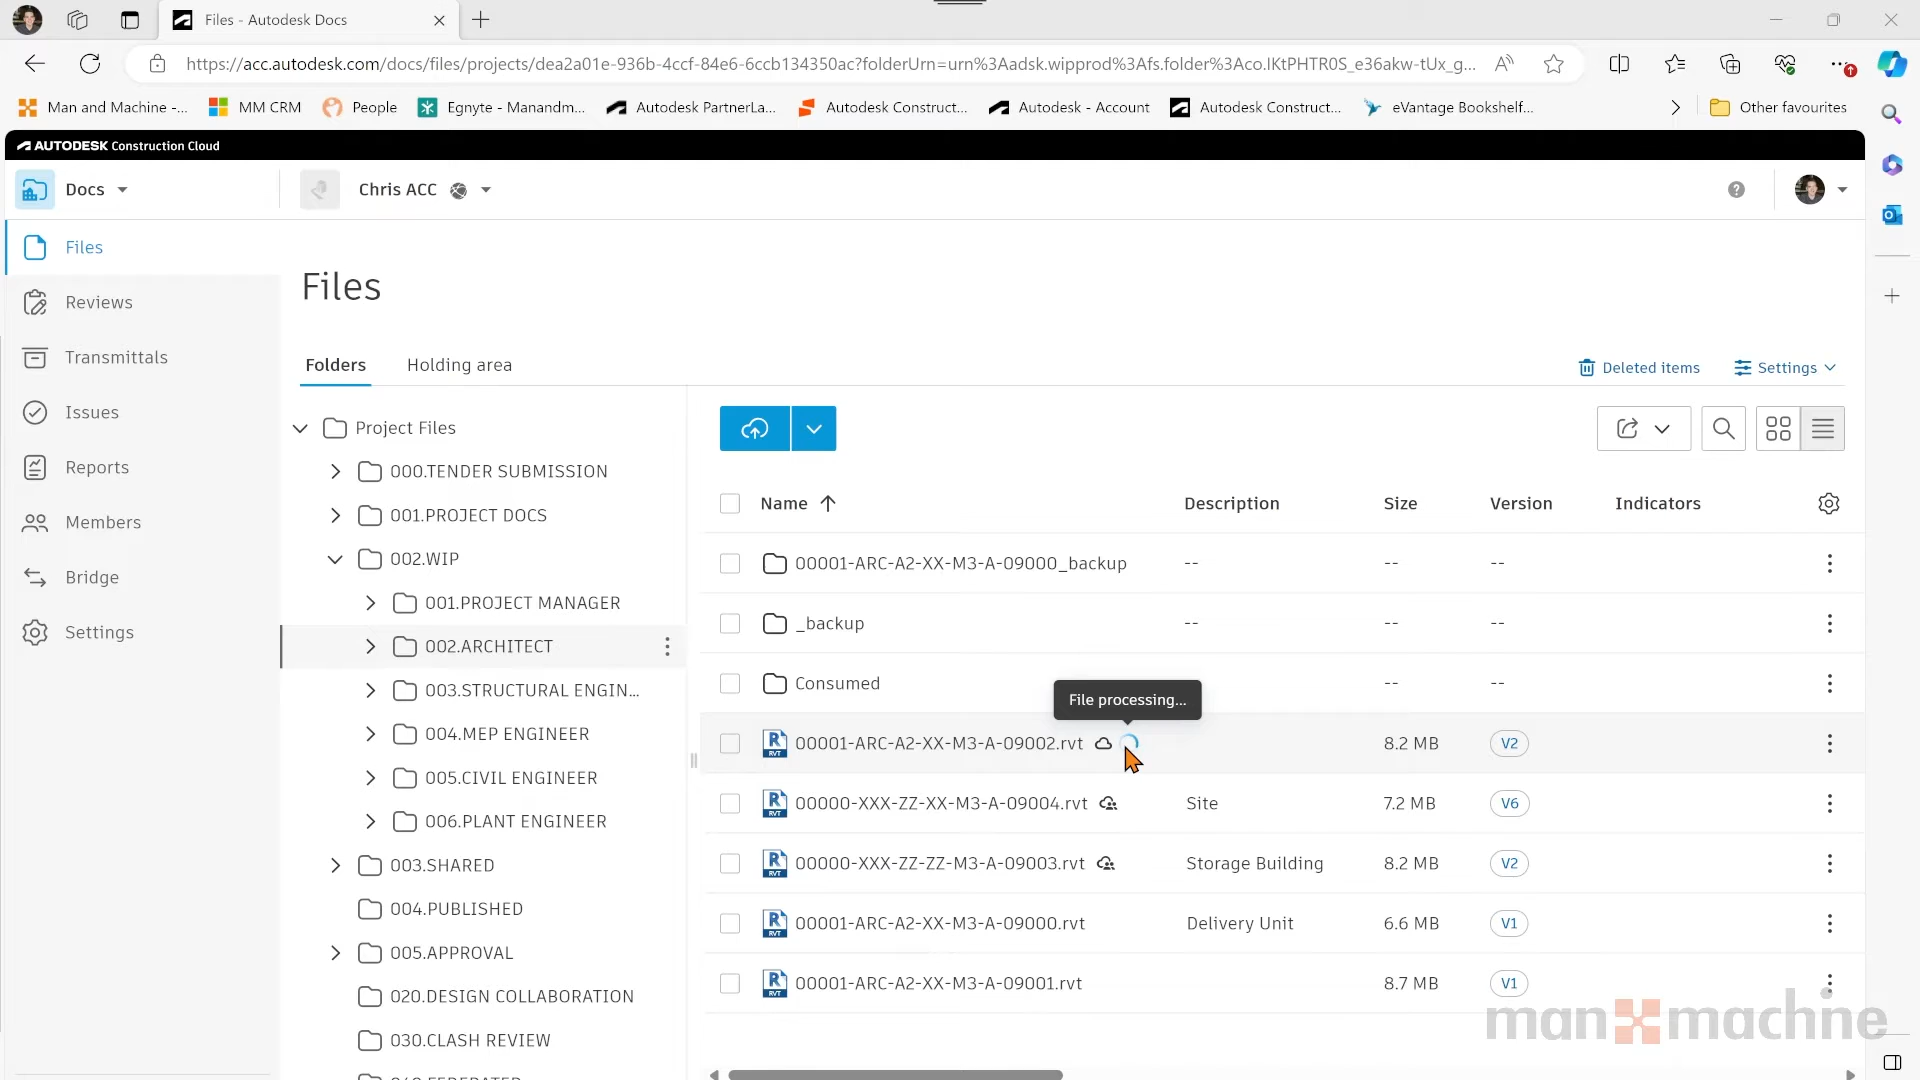 Files - Autodesk Docs
https://acc.autodesk.com/docs/files/projects/dea2a01e-936b-4ccf-84e6-6ccb134350ac?folderUrn=urn%3Aadsk.wipprod%3Afs.folder%3Aco.IKtPHTR0S_e36akw-tUx_g...
Man and Machine -... MM CRM People Egnyte - Manandm... Autodesk PartnerLa... Autodesk Construct... Autodesk - Account Autodesk Construct... eVantage Bookshelf... Other favourites
AUTODESK Construction Cloud
Docs Chris ACC
Files
Reviews
Transmittals
Issues
Reports
Members
Bridge
Settings
Files
Folders Holding area Deleted items Settings
Project Files
000.TENDER SUBMISSION
001.PROJECT DOCS
002.WIP
001.PROJECT MANAGER
002.ARCHITECT
003.STRUCTURAL ENGIN...
004.MEP ENGINEER
005.CIVIL ENGINEER
006.PLANT ENGINEER
003.SHARED
004.PUBLISHED
005.APPROVAL
020.DESIGN COLLABORATION
030.CLASH REVIEW
Name Description Size Version Indicators
00001-ARC-A2-XX-M3-A-09000_backup -- -- --
_backup -- -- --
Consumed -- --
File processing...
RVT 00001-ARC-A2-XX-M3-A-09002.rvt 8.2 MB V2
RVT 00000-XXX-ZZ-XX-M3-A-09004.rvt Site 7.2 MB V6
RVT 00000-XXX-ZZ-ZZ-M3-A-09003.rvt Storage Building 8.2 MB V2
RVT 00001-ARC-A2-XX-M3-A-09000.rvt Delivery Unit 6.6 MB V1
RVT 00001-ARC-A2-XX-M3-A-09001.rvt 8.7 MB V1
man machine